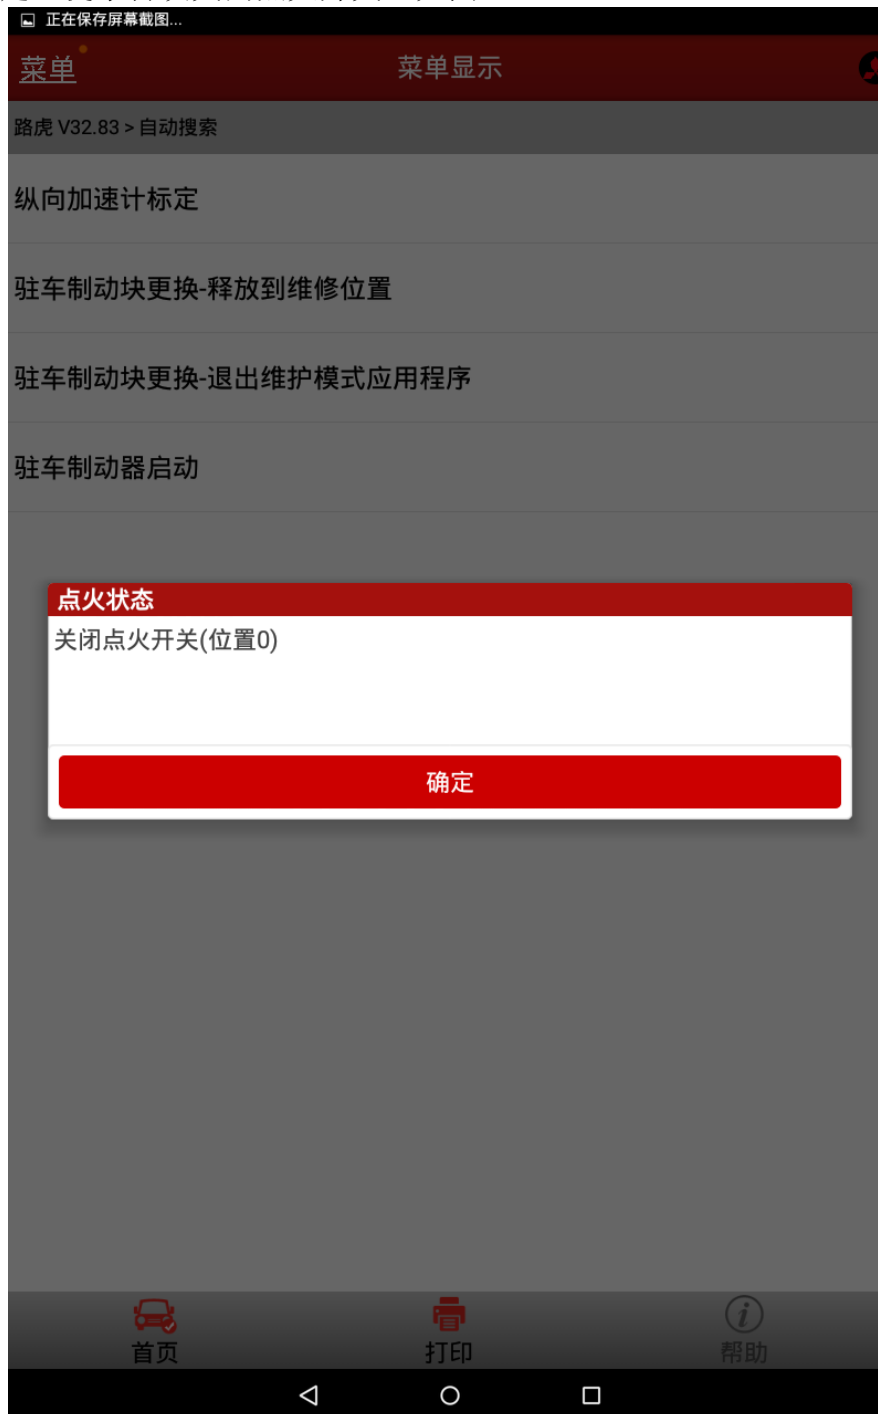 正在保存屏幕截图...
菜单
菜单显示
路虎 V32.83 > 自动搜索
纵向加速计标定
驻车制动块更换-释放到维修位置
驻车制动块更换-退出维护模式应用程序
驻车制动器启动
点火状态
关闭点火开关(位置0)
确定
首页
打印
帮助